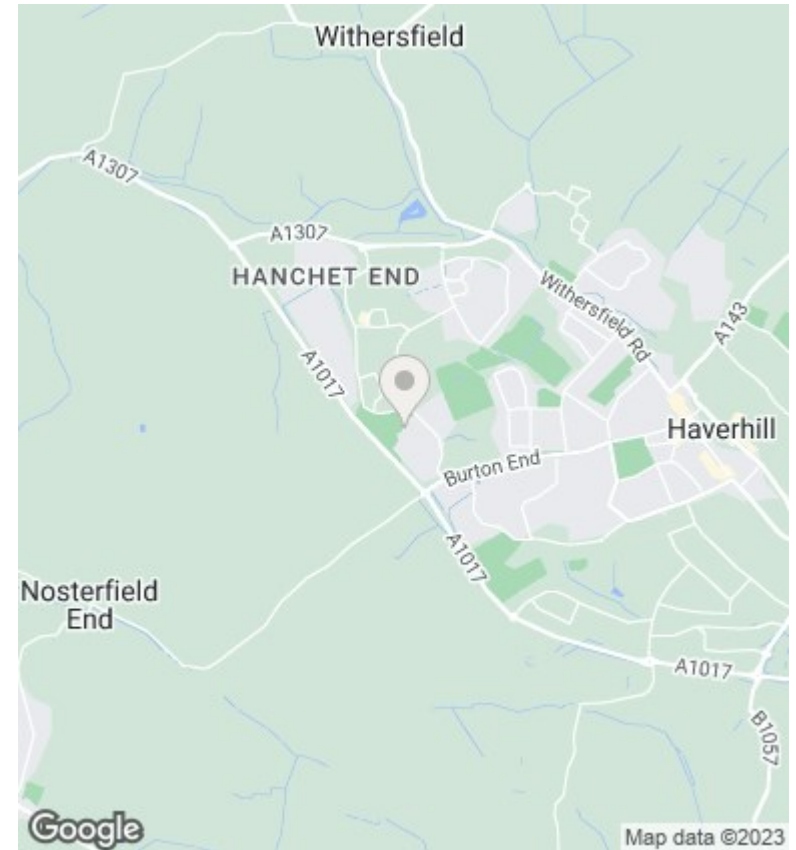 Withersfield
A1307
A1307
HANCHET END
Withersfield Rd
A143
A1017
Haverhill
Burton End
A1017
Nosterfield
End
A1017
B1057
Google
Map data ©2023